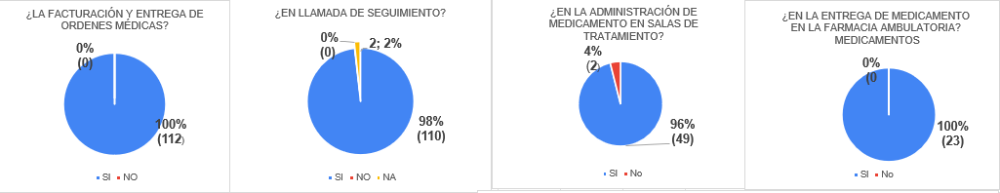 ¿LA FACTURACIÓN Y ENTREGA DE
ORDENES MÉDICAS?
0%
(0)
100%
(112)
SI NO
¿EN LLAMADA DE SEGUIMIENTO?
0%
(0)
2; 2%
98%
(110)
SI NO NA
¿EN LA ADMINISTRACIÓN DE
MEDICAMENTO EN SALAS DE
TRATAMIENTO?
4%
(2)
96%
(49)
SI No
¿EN LA ENTREGA DE MEDICAMENTO
EN LA FARMACIA AMBULATORIA?
MEDICAMENTOS
0%
(0
100%
(23)
SI No